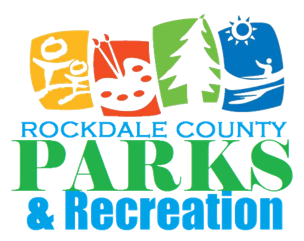 ROCKDALE COUNTY
PARKS
& Recreation